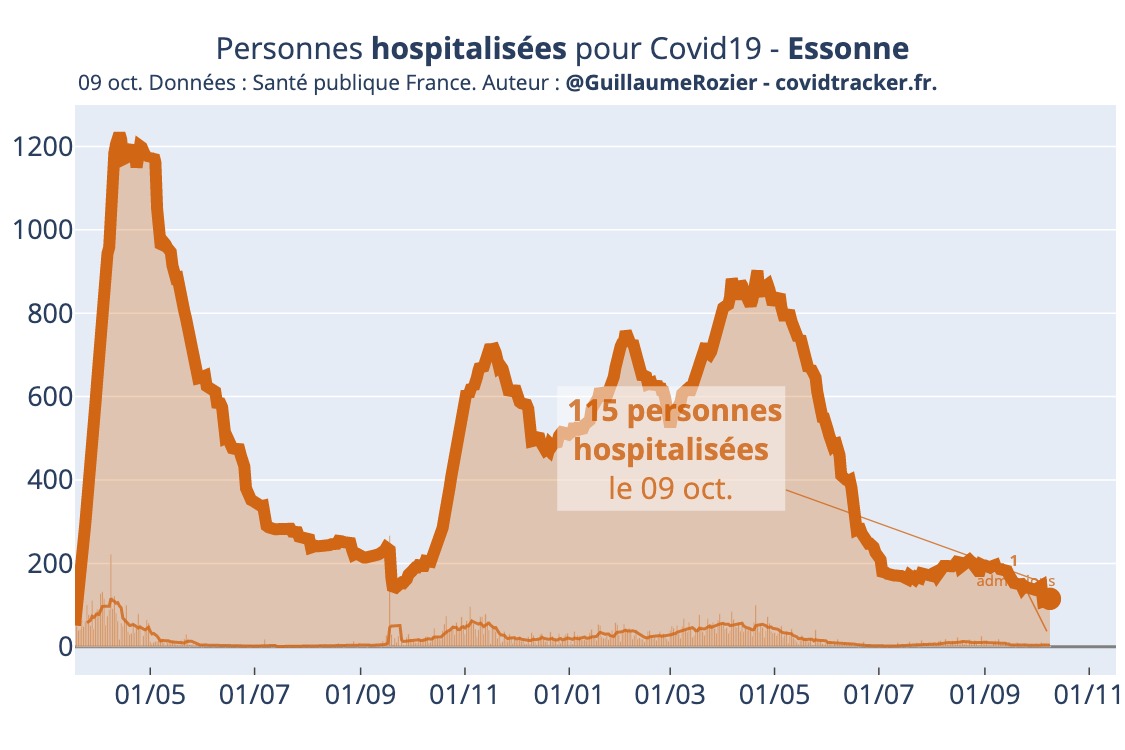 Personnes hospitalisées pour Covid19 - Essonne
09 oct. Données : Santé publique France. Auteur : @GuillaumeRozier - covidtracker.fr.
1200
1000
800
600
400
200
0
115 personnes
hospitalisées
le 09 oct.
1
admissions
01/05 01/07 01/09 01/11 01/01 01/03 01/05 01/07 01/09 01/11